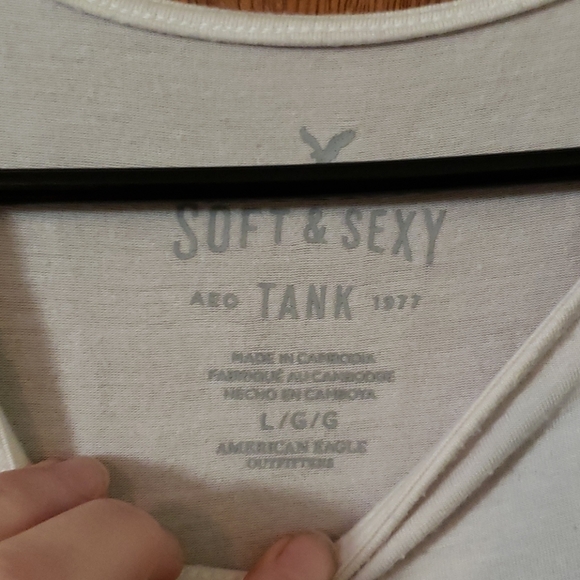 SOFT & SEXY
AEO TANK 1977
MADE IN CAMBODIA
FABRIQUÉ AU CAMBODGE
HECHO EN CAMBOYA
L/G/G
AMERICAN EAGLE
OUTFITTERS